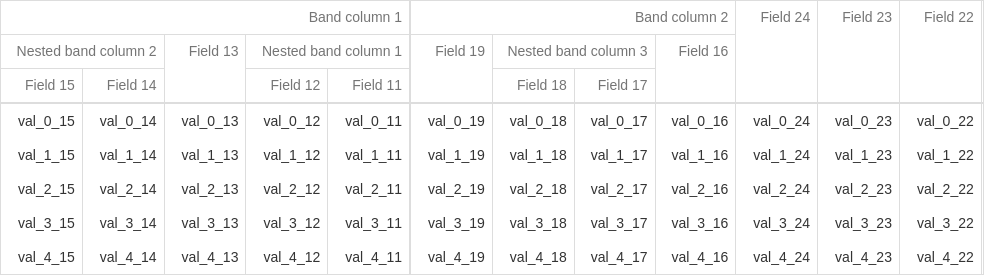 Band column 1 Band column 2 Field 24 Field 23 Field 22
Nested band column 2 Field 13 Nested band column 1 Field 19 Nested band column 3 Field 16
Field 15 Field 14 Field 12 Field 11 Field 18 Field 17
val_0_15 val_0_14 val_0_13 val_0_12 val_0_11 val_0_19 val_0_18 val_0_17 val_0_16 val_0_24 val_0_23 val_0_22
val_1_15 val_1_14 val_1_13 val_1_12 val_1_11 val_1_19 val_1_18 val_1_17 val_1_16 val_1_24 val_1_23 val_1_22
val_2_15 val_2_14 val_2_13 val_2_12 val_2_11 val_2_19 val_2_18 val_2_17 val_2_16 val_2_24 val_2_23 val_2_22
val_3_15 val_3_14 val_3_13 val_3_12 val_3_11 val_3_19 val_3_18 val_3_17 val_3_16 val_3_24 val_3_23 val_3_22
val_4_15 val_4_14 val_4_13 val_4_12 val_4_11 val_4_19 val_4_18 val_4_17 val_4_16 val_4_24 val_4_23 val_4_22